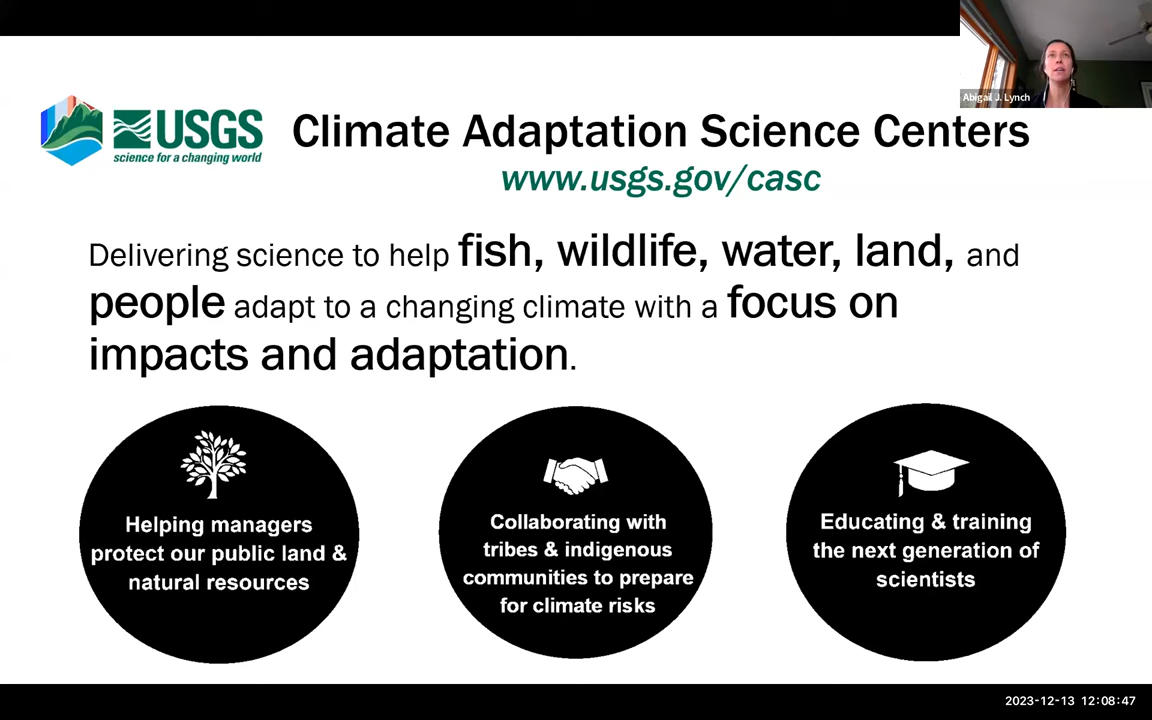 Abigail J. Lynch
USGS
science for a changing world
Climate Adaptation Science Centers
www.usgs.gov/casc
Delivering science to help fish, wildlife, water, land, and
people adapt to a changing climate with a focus on
impacts and adaptation.
Helping managers
protect our public land &
natural resources
Collaborating with
tribes & indigenous
communities to prepare
for climate risks
Educating & training
the next generation of
scientists
2023-12-13 12:08:47